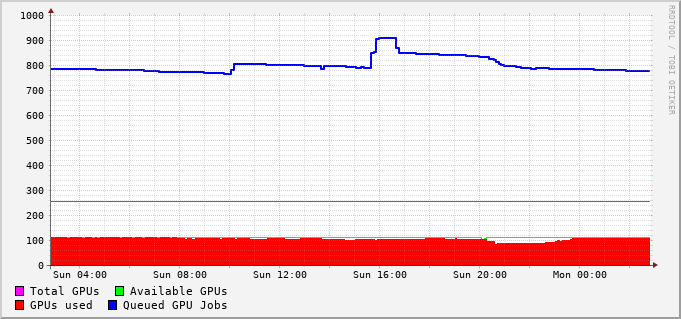 1000
900
800
700
600
500
400
300
200
100
0
Sun 04:00 Sun 08:00 Sun 12:00 Sun 16:00 Sun 20:00 Mon 00:00
Total GPUs Available GPUs
GPUs used Queued GPU Jobs
RRDTOOL / TOBI OETIKER